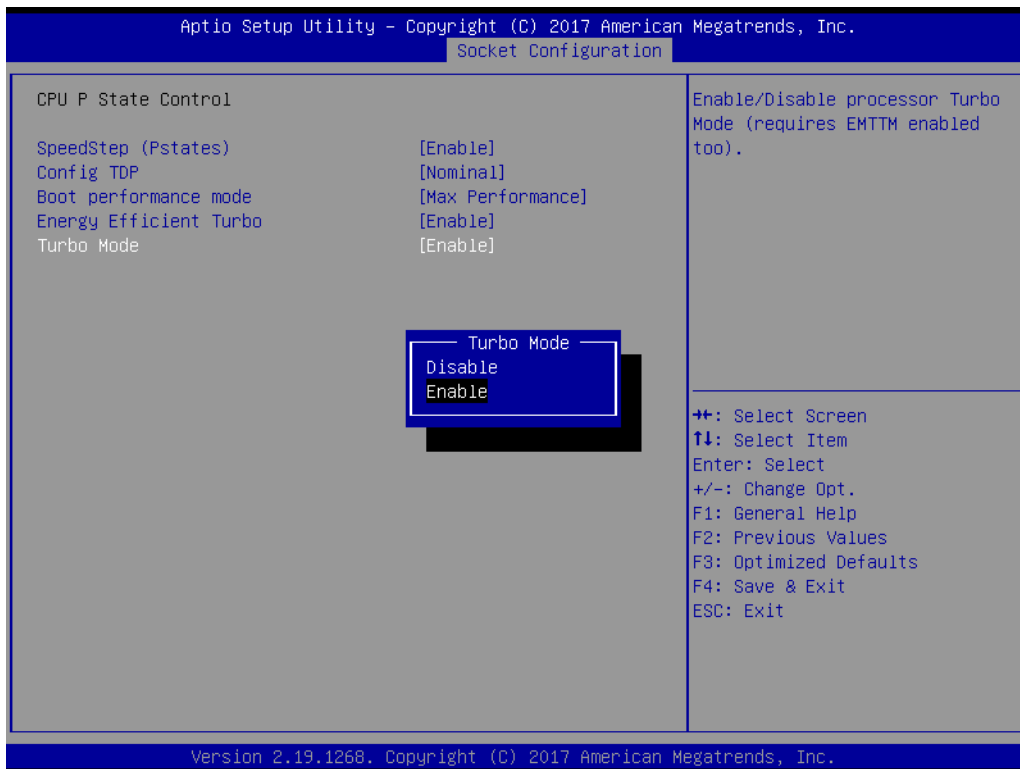 Aptio Setup Utility – Copyright (C) 2017 American Megatrends, Inc.
Socket Configuration
CPU P State Control
SpeedStep (Pstates) [Enable]
Config TDP [Nominal]
Boot performance mode [Max Performance]
Energy Efficient Turbo [Enable]
Turbo Mode [Enable]
Turbo Mode
Disable
Enable
Enable/Disable processor Turbo
Mode (requires EMTTM enabled
too).
→←: Select Screen
↑↓: Select Item
Enter: Select
+/-: Change Opt.
F1: General Help
F2: Previous Values
F3: Optimized Defaults
F4: Save & Exit
ESC: Exit
Version 2.19.1268. Copyright (C) 2017 American Megatrends, Inc.